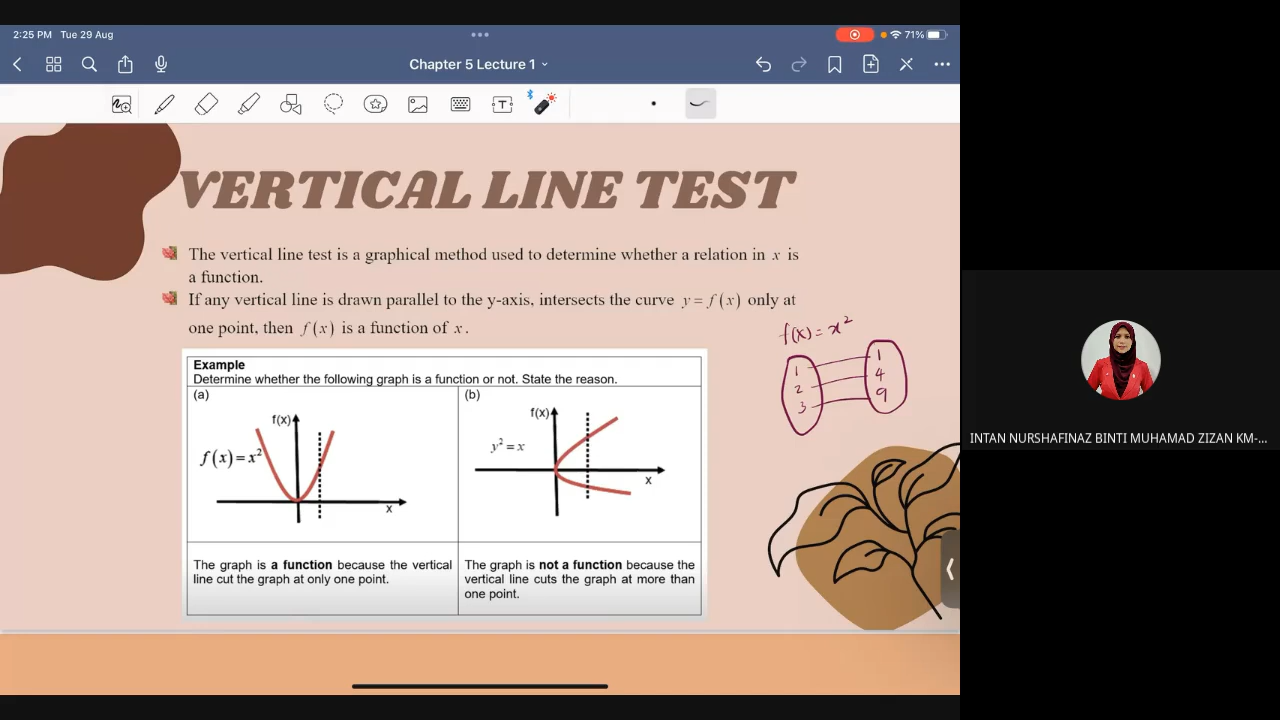 2:25 PM Tue 29 Aug
71%
Chapter 5 Lecture 1
T
VERTICAL LINE TEST
The vertical line test is a graphical method used to determine whether a relation in x is
a function.
If any vertical line is drawn parallel to the y-axis, intersects the curve y = f(x) only at
one point, then f(x) is a function of x.
f(x) = x²
1
2
3
1
4
9
Example
Determine whether the following graph is a function or not. State the reason.
(a)
f(x)
f(x) = x²
x
The graph is a function because the vertical
line cut the graph at only one point.
(b)
f(x)
y² = x
x
The graph is not a function because the
vertical line cuts the graph at more than
one point.
INTAN NURSHAFINAZ BINTI MUHAMAD ZIZAN KM-...